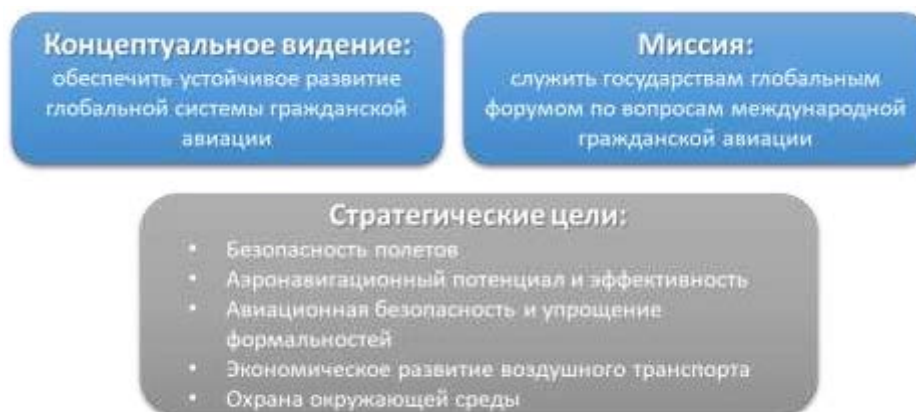 Концептуальное видение:
обеспечить устойчивое развитие
глобальной системы гражданской
авиации
Миссия:
служить государствам глобальным
форумом по вопросам международной
гражданской авиации
Стратегические цели:
• Безопасность полетов
• Аэронавигационный потенциал и эффективность
• Авиационная безопасность и упрощение
формальностей
• Экономическое развитие воздушного транспорта
• Охрана окружающей среды